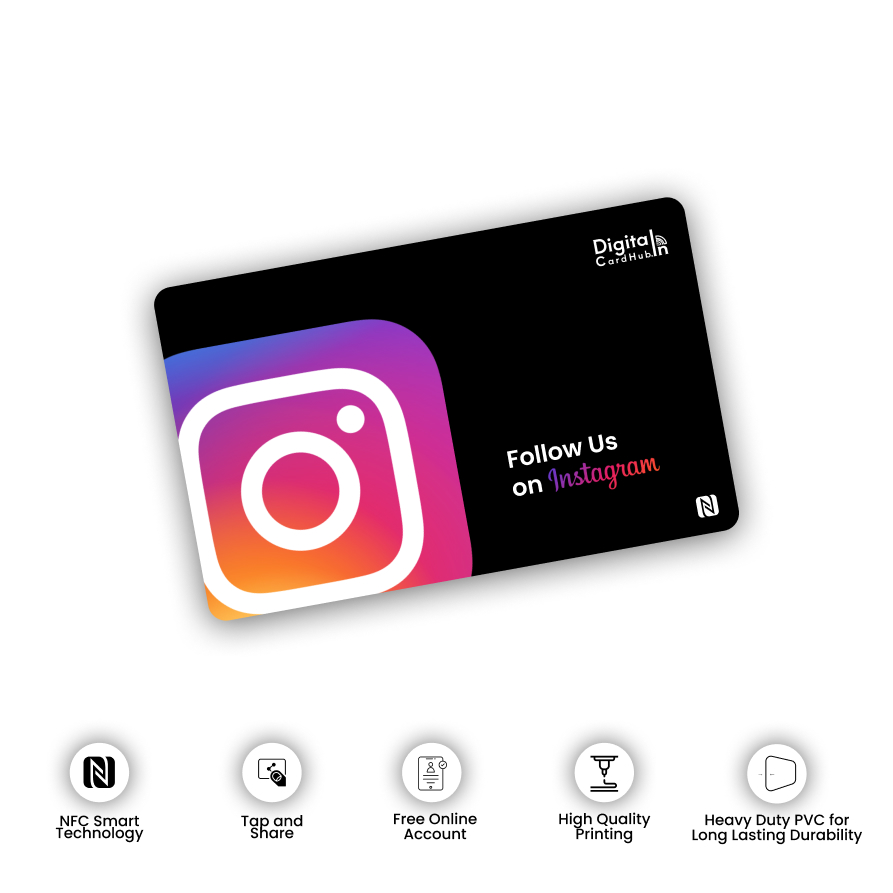 Digital In
CardHub.
Follow Us
on Instagram
NFC Smart
Technology
Tap and
Share
Free Online
Account
High Quality
Printing
Heavy Duty PVC for
Long Lasting Durability